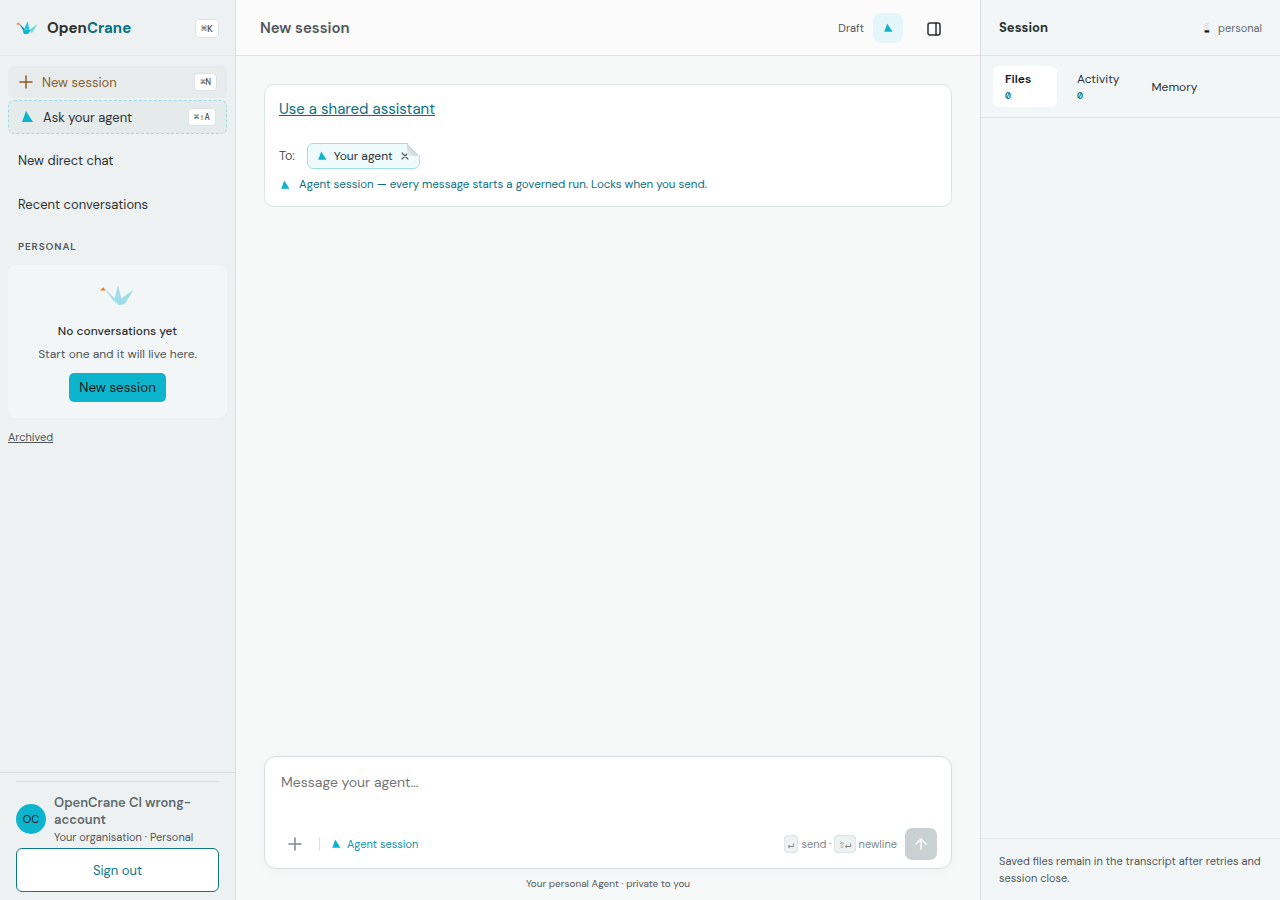 OpenCrane ⌘K
New session ⌘N
Ask your agent ⌘⇧A
New direct chat
Recent conversations
PERSONAL
No conversations yet
Start one and it will live here.
New session
Archived
OpenCrane CI wrong-
account
OC
Your organisation · Personal
Sign out
New session
Draft
Use a shared assistant
To: Your agent ×
Agent session — every message starts a governed run. Locks when you send.
Message your agent…
Agent session
↵ send · ⇧↵ newline
Your personal Agent · private to you
Session
personal
Files
0
Activity
0
Memory
Saved files remain in the transcript after retries and
session close.